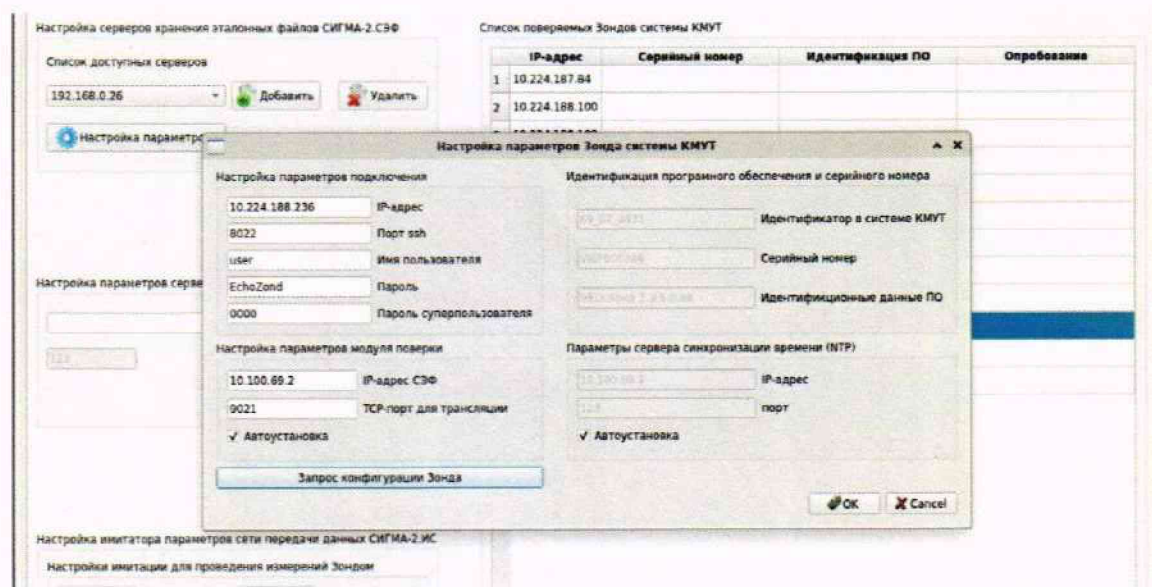 Настройка серверов хранения эталонных файлов СИГМА-2.СЭФ
Список доступных серверов
192.168.0.26
Добавить
Удалить
Настройка параметро
Настройка параметров серве
Список поверяемых Зондов системы КМУТ
IP-адрес Серийный номер Идентификация ПО Опробование
1 10.224.187.84
2 10.224.188.100
Настройка параметров Зонда системы КМУТ
Настройка параметров подключения
10.224.188.236 IP-адрес
8022 Порт ssh
user Имя пользователя
EchoZond Пароль
0000 Пароль суперпользователя
Настройка параметров модуля поверки
10.100.69.2 IP-адрес СЭФ
9021 TCP-порт для трансляции
✓ Автоустановка
Запрос конфигурации Зонда
Идентификация програмного обеспечения и серийного номера
Идентификатор в системе КМУТ
Серийный номер
Идентификционные данные ПО
Параметры сервера синхронизации времени (NTP)
IP-адрес
порт
✓ Автоустановка
OK
Cancel
Настройка имитатора параметров сети передачи данных СИГМА-2.ИС
Настройки имитации для проведения измерений Зондом